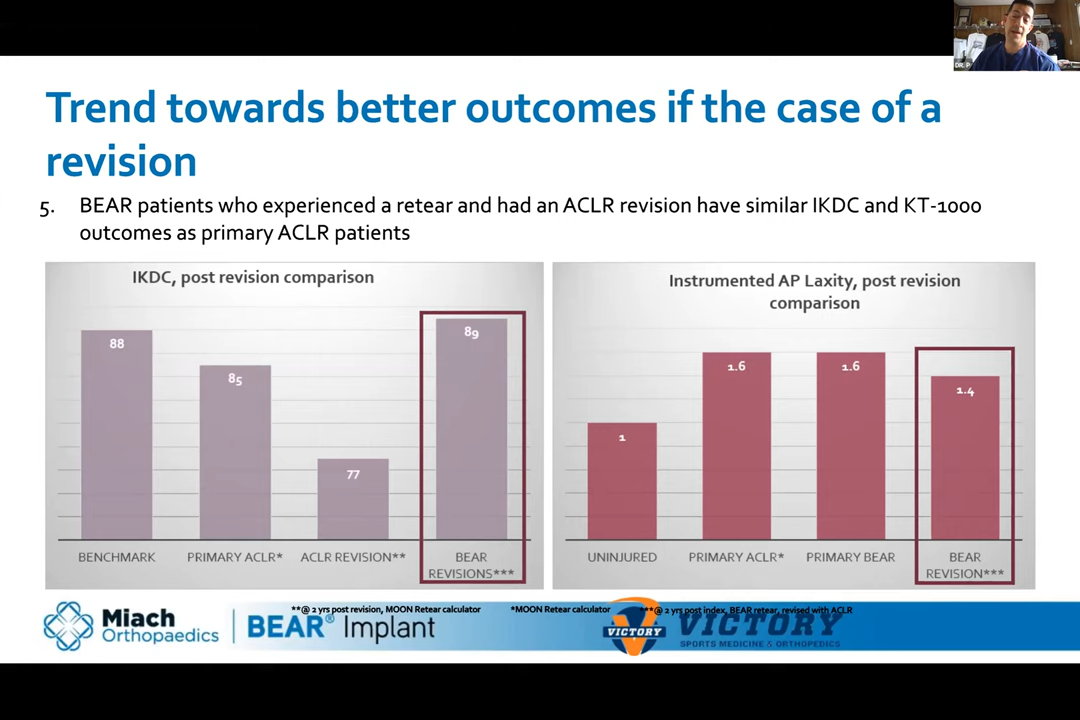 DR. P
Trend towards better outcomes if the case of a
revision
5. BEAR patients who experienced a retear and had an ACLR revision have similar IKDC and KT-1000
outcomes as primary ACLR patients
IKDC, post revision comparison
88
85
77
89
BENCHMARK
PRIMARY ACLR*
ACLR REVISION**
BEAR
REVISIONS***
Instrumented AP Laxity, post revision
comparison
1
1.6
1.6
1.4
UNINJURED
PRIMARY ACLR*
PRIMARY BEAR
BEAR
REVISION***
**@ 2 yrs post revision, MOON Retear calculator
*MOON Retear calculator
***@ 2 yrs post index, BEAR retear, revised with ACLR
Miach
Orthopaedics
BEAR® Implant
VICTORY
VICTORY
SPORTS MEDICINE & ORTHOPEDICS